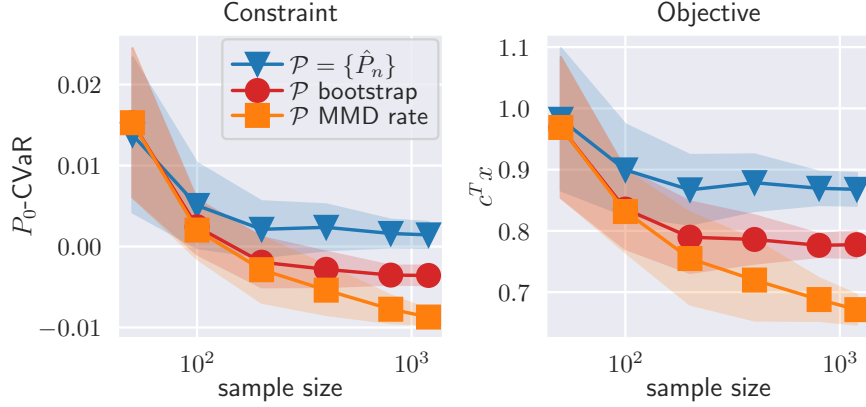 Constraint
0.02
0.01
0.00
−0.01
P₀-CVaR
𝒫 = {P̂ₙ}
𝒫 bootstrap
𝒫 MMD rate
10²
10³
sample size
Objective
1.1
1.0
0.9
0.8
0.7
cᵀx
10²
10³
sample size